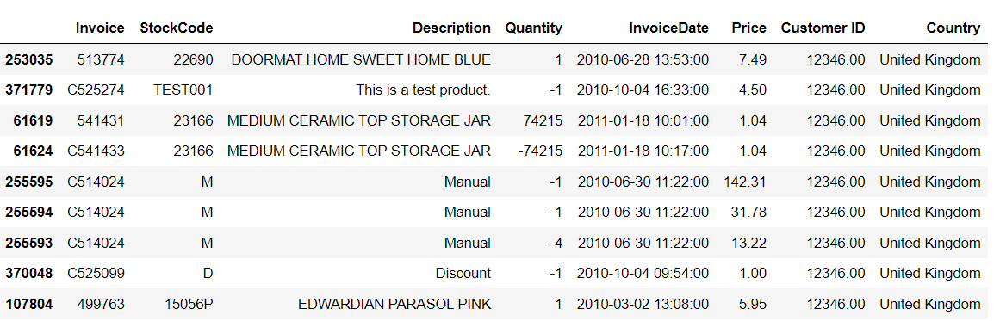 Invoice StockCode Description Quantity InvoiceDate Price Customer ID Country
253035 513774 22690 DOORMAT HOME SWEET HOME BLUE 1 2010-06-28 13:53:00 7.49 12346.00 United Kingdom
371779 C525274 TEST001 This is a test product. -1 2010-10-04 16:33:00 4.50 12346.00 United Kingdom
61619 541431 23166 MEDIUM CERAMIC TOP STORAGE JAR 74215 2011-01-18 10:01:00 1.04 12346.00 United Kingdom
61624 C541433 23166 MEDIUM CERAMIC TOP STORAGE JAR -74215 2011-01-18 10:17:00 1.04 12346.00 United Kingdom
255595 C514024 M Manual -1 2010-06-30 11:22:00 142.31 12346.00 United Kingdom
255594 C514024 M Manual -1 2010-06-30 11:22:00 31.78 12346.00 United Kingdom
255593 C514024 M Manual -4 2010-06-30 11:22:00 13.22 12346.00 United Kingdom
370048 C525099 D Discount -1 2010-10-04 09:54:00 1.00 12346.00 United Kingdom
107804 499763 15056P EDWARDIAN PARASOL PINK 1 2010-03-02 13:08:00 5.95 12346.00 United Kingdom